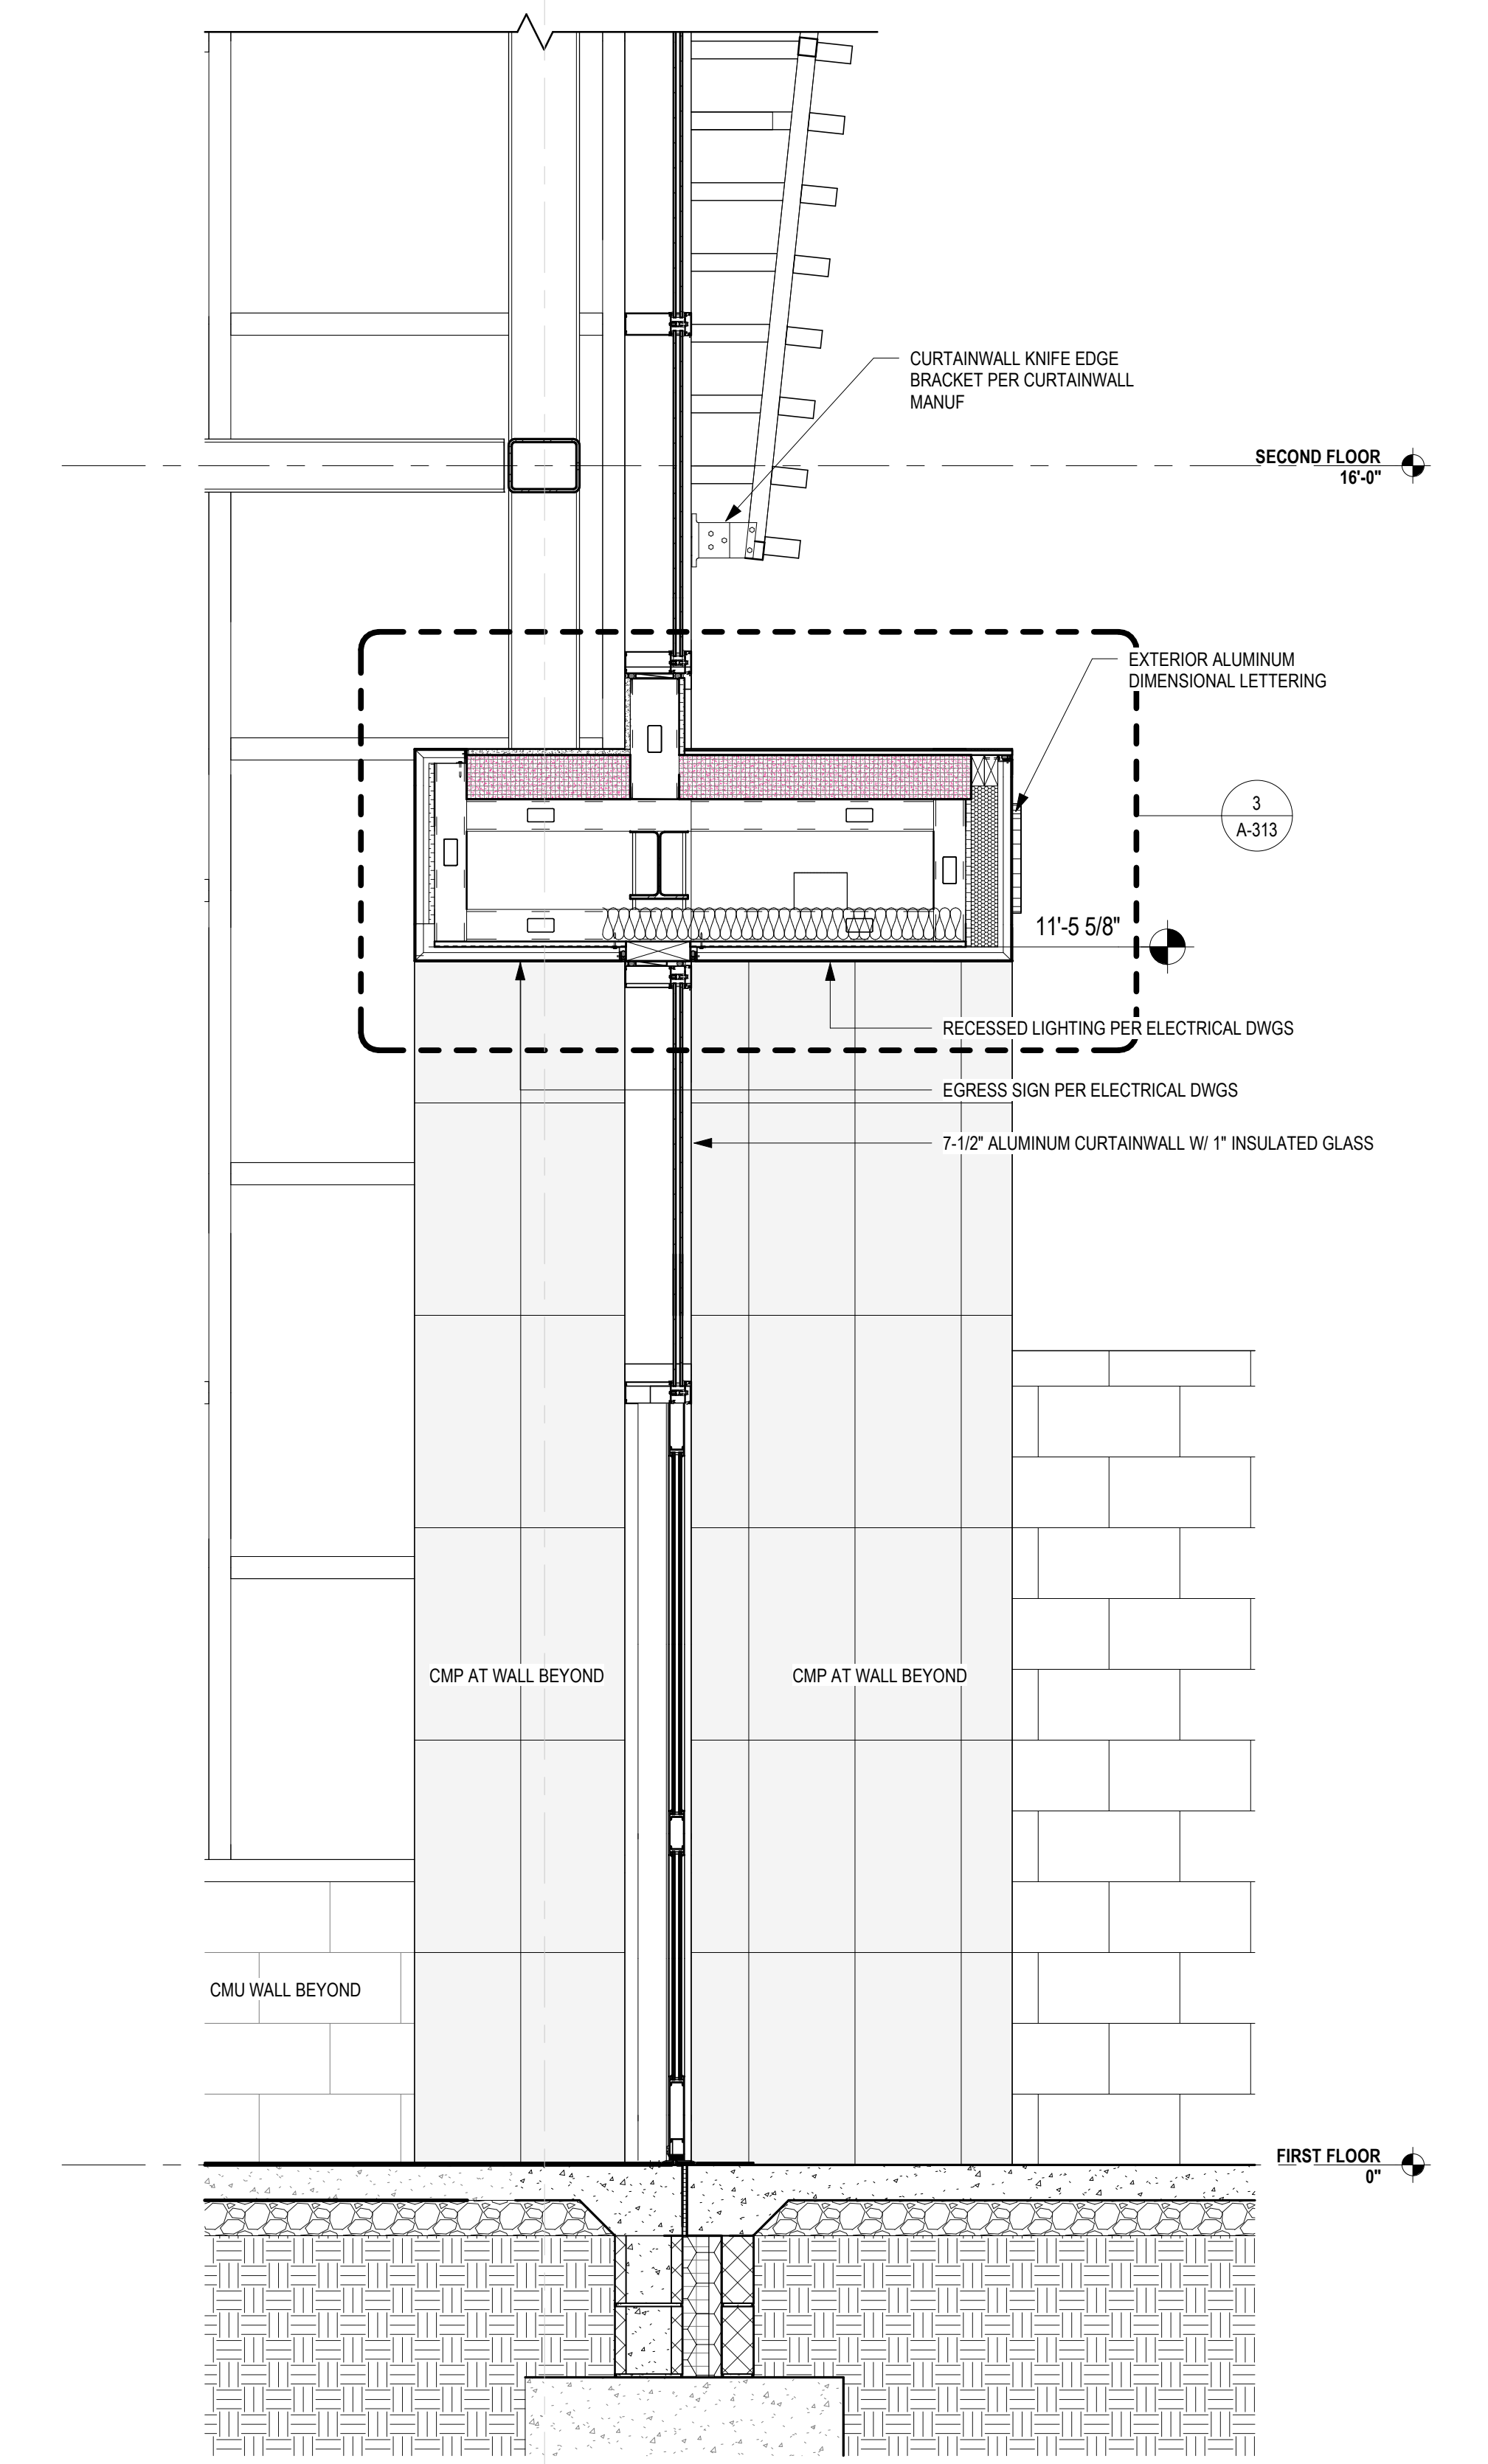 CURTAINWALL KNIFE EDGE
BRACKET PER CURTAINWALL
MANUF
SECOND FLOOR
16'-0"
EXTERIOR ALUMINUM
DIMENSIONAL LETTERING
3
A-313
11'-5 5/8"
RECESSED LIGHTING PER ELECTRICAL DWGS
EGRESS SIGN PER ELECTRICAL DWGS
7-1/2" ALUMINUM CURTAINWALL W/ 1" INSULATED GLASS
CMP AT WALL BEYOND
CMP AT WALL BEYOND
CMU WALL BEYOND
FIRST FLOOR
0"